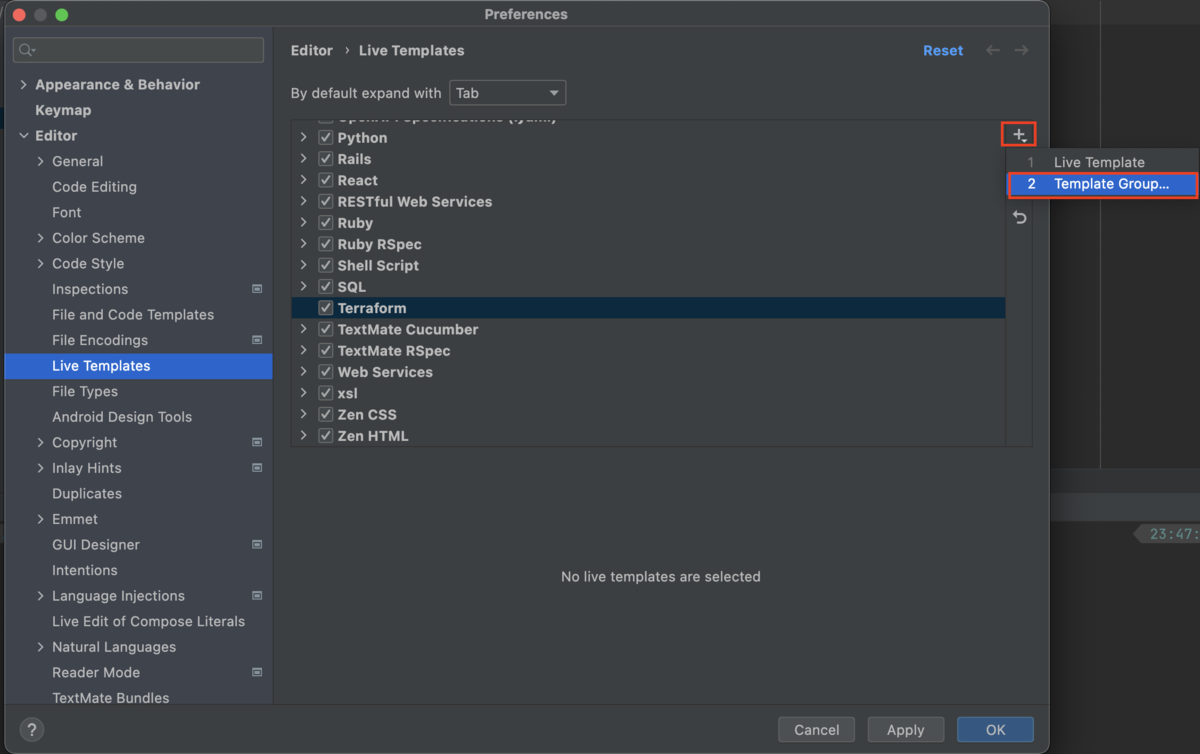 Preferences
Editor › Live Templates
Reset
By default expand with Tab
Appearance & Behavior
Keymap
Editor
General
Code Editing
Font
Color Scheme
Code Style
Inspections
File and Code Templates
File Encodings
Live Templates
File Types
Android Design Tools
Copyright
Inlay Hints
Duplicates
Emmet
GUI Designer
Intentions
Language Injections
Live Edit of Compose Literals
Natural Languages
Reader Mode
TextMate Bundles
Python
Rails
React
RESTful Web Services
Ruby
Ruby RSpec
Shell Script
SQL
Terraform
TextMate Cucumber
TextMate RSpec
Web Services
xsl
Zen CSS
Zen HTML
1 Live Template
2 Template Group...
No live templates are selected
23:47:
?
Cancel
Apply
OK